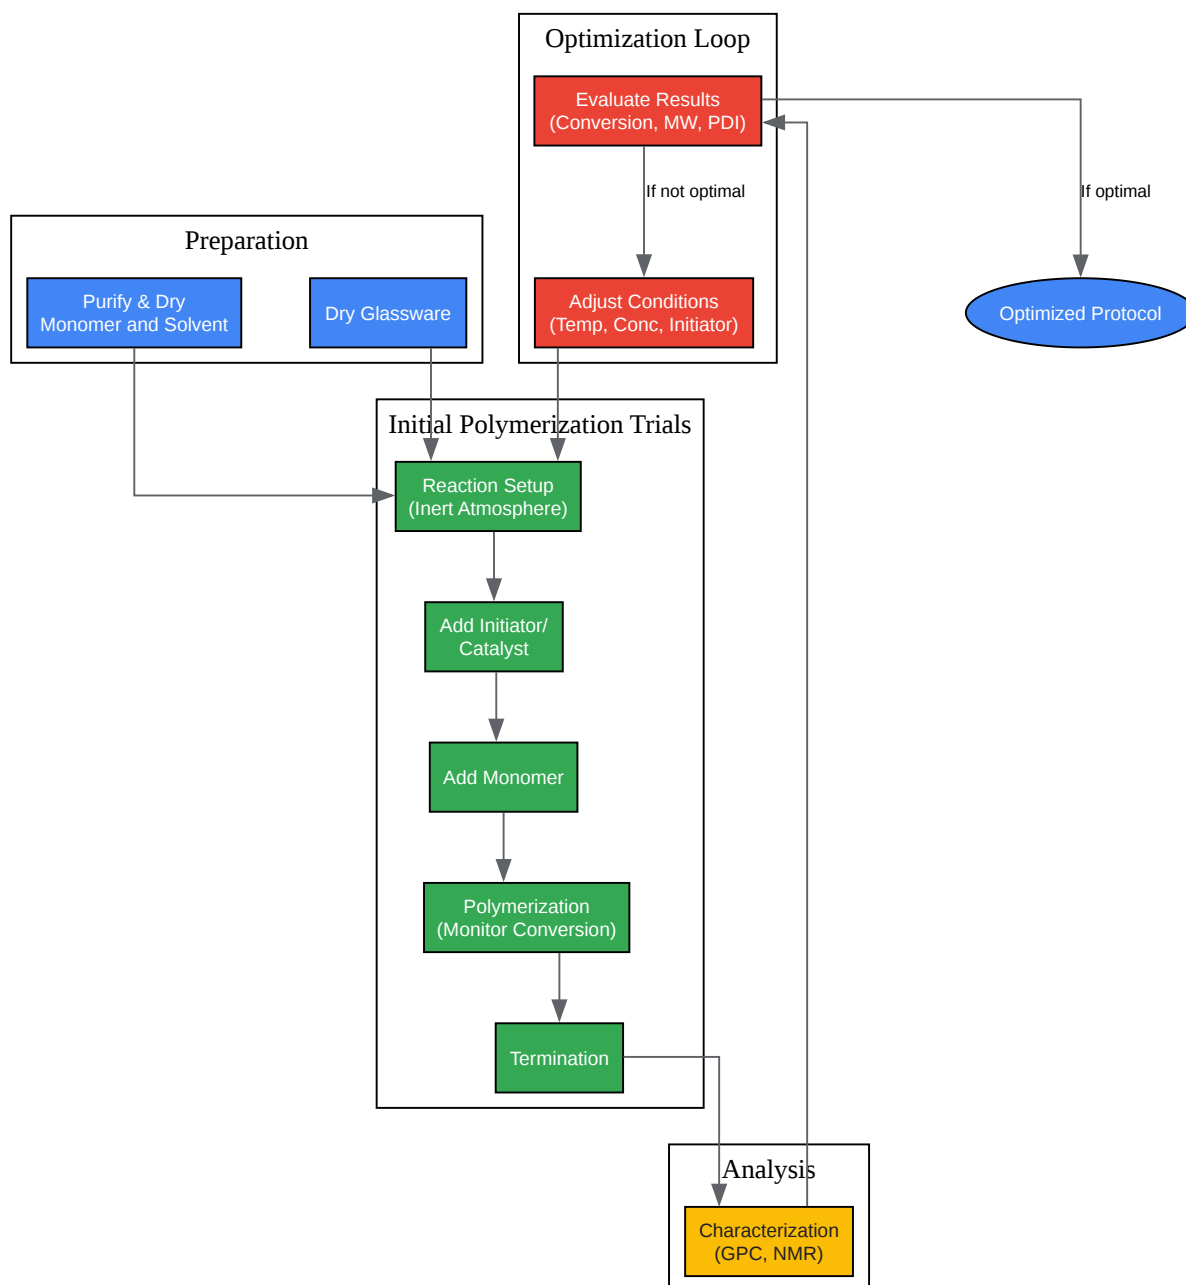 Optimization Loop
Evaluate Results
(Conversion, MW, PDI)
If not optimal
If optimal
Preparation
Purify & Dry
Monomer and Solvent
Dry Glassware
Adjust Conditions
(Temp, Conc, Initiator)
Optimized Protocol
Initial Polymerization Trials
Reaction Setup
(Inert Atmosphere)
Add Initiator/
Catalyst
Add Monomer
Polymerization
(Monitor Conversion)
Termination
Analysis
Characterization
(GPC, NMR)